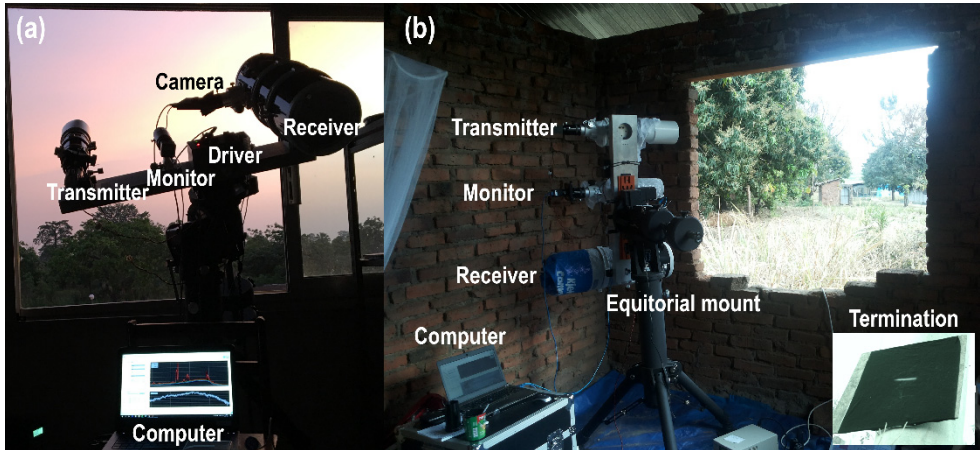 (a)
Camera
Receiver
Driver
Monitor
Transmitter
Computer
(b)
Transmitter
Monitor
Receiver
Equitorial mount
Computer
Termination